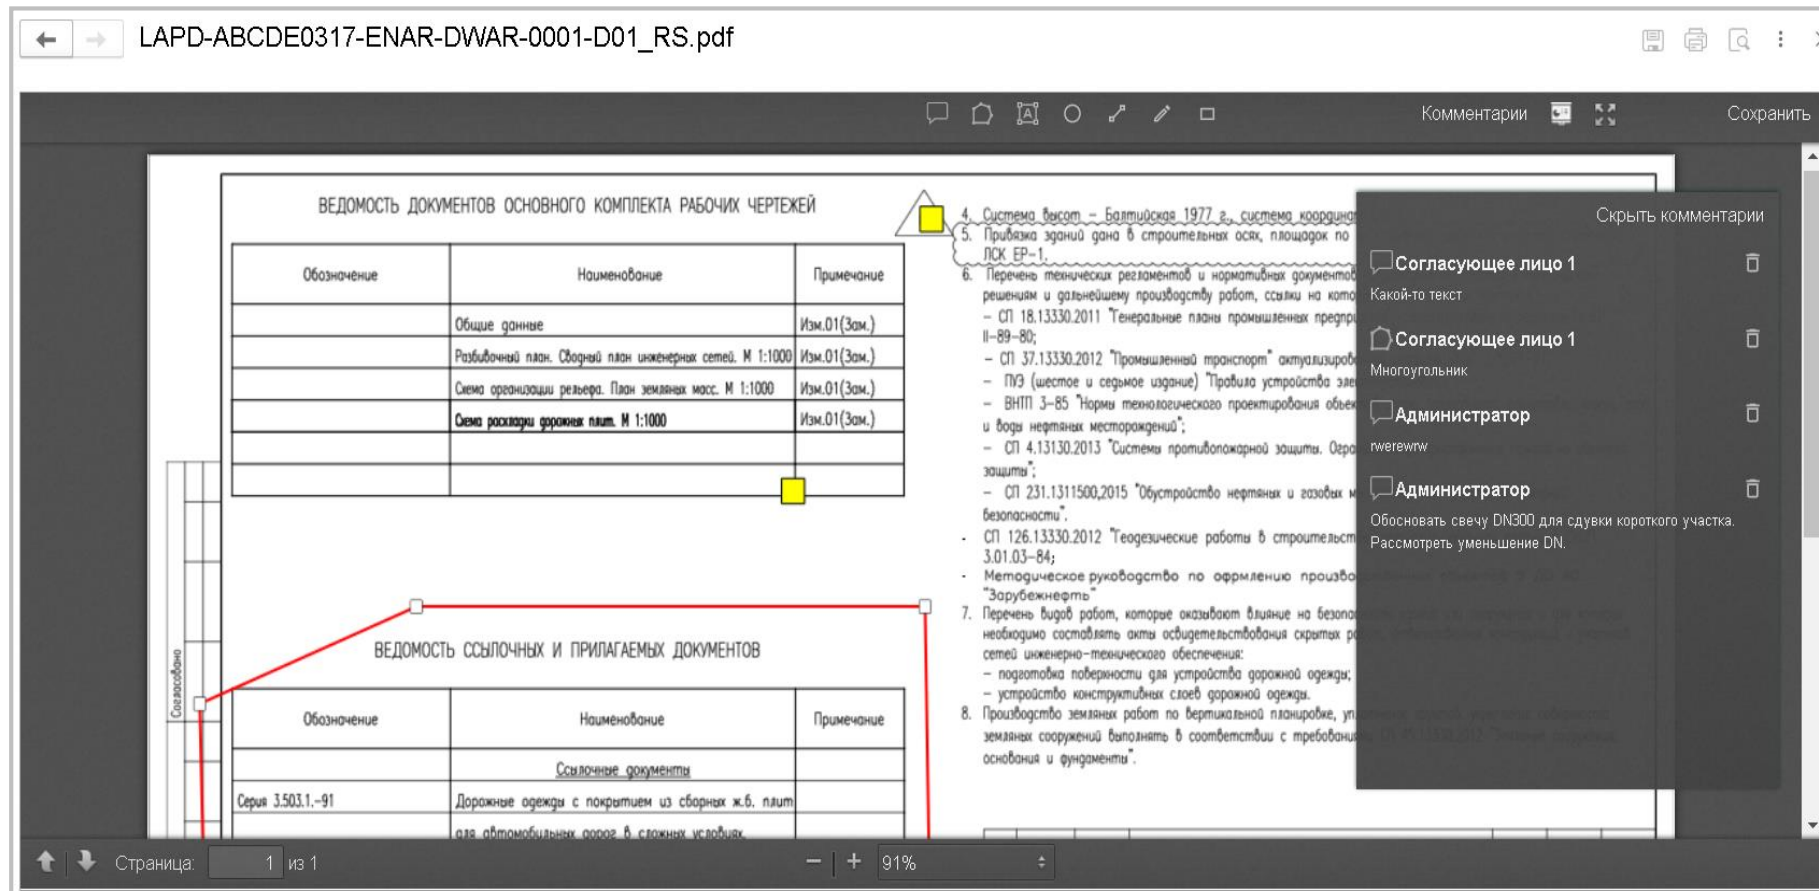 LAPD-ABCDE0317-ENAR-DWAR-0001-D01_RS.pdf
Комментарии
Сохранить
ВЕДОМОСТЬ ДОКУМЕНТОВ ОСНОВНОГО КОМПЛЕКТА РАБОЧИХ ЧЕРТЕЖЕЙ
Обозначение Наименование Примечание
Общие данные Изм.01(Зам.)
Разбивочный план. Сводный план инженерных сетей. М 1:1000 Изм.01(Зам.)
Схема организации рельефа. План земляных масс. М 1:1000 Изм.01(Зам.)
Схема раскладки дорожных плит. М 1:1000 Изм.01(Зам.)
Согласовано
ВЕДОМОСТЬ ССЫЛОЧНЫХ И ПРИЛАГАЕМЫХ ДОКУМЕНТОВ
Обозначение Наименование Примечание
Ссылочные документы
Серия 3.503.1.-91 Дорожные одежды с покрытием из сборных ж.б. плит
для автомобильных дорог в сложных условиях.
4. Система высот – Балтийская 1977 г., система
5. Привязка зданий дана в строительных осях, площадок по
ЛСК ЕР-1.
6. Перечень технических регламентов и нормативных документов
решениям и дальнейшему производству работ, ссылки на
– СП 18.13330.2011 "Генеральные планы промышленных
II-89-80;
– СП 37.13330.2012 "Промышленный транспорт"
– ПУЭ (шестое и седьмое издание) "Правила устройства
– ВНТП 3-85 "Нормы технологического проектирования
и воды нефтяных месторождений";
– СП 4.13130.2013 "Системы противопожарной защиты.
защиты";
– СП 231.1311500,2015 "Обустройство нефтяных и газовых
безопасности".
- СП 126.13330.2012 "Геодезические работы в
3.01.03-84;
- Методическое руководство по офрмлению
"Зарубежнефть"
7. Перечень видов работ, которые оказывают влияние на
необходимо составлять акты освидетельствования скрытых
сетей инженерно-технического обеспечения:
– подготовка поверхности для устройства дорожной одежды;
– устройство конструктивных слоев дорожной одежды.
8. Производство земляных работ по вертикальной планировке,
земляных сооружений выполнять в соответствии с
основания и фундаменты".
Скрыть комментарии
Согласующее лицо 1
Какой-то текст
Согласующее лицо 1
Многоугольник
Администратор
rwerewrw
Администратор
Обосновать свечу DN300 для сдувки короткого участка.
Рассмотреть уменьшение DN.
Страница: 1 из 1
91%